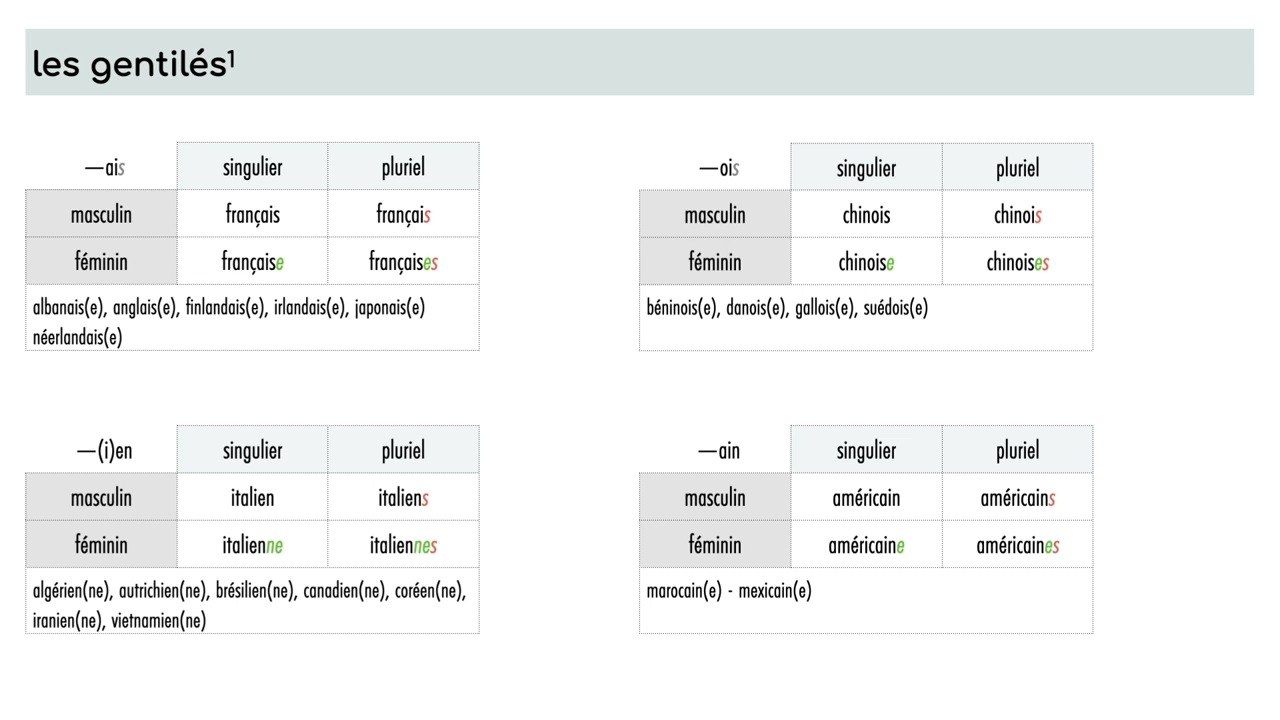 les gentilés¹
—ais singulier pluriel
masculin français français
féminin française françaises
albanais(e), anglais(e), finlandais(e), irlandais(e), japonais(e)
néerlandais(e)
—ois singulier pluriel
masculin chinois chinois
féminin chinoise chinoises
béninois(e), danois(e), gallois(e), suédois(e)
—(i)en singulier pluriel
masculin italien italiens
féminin italienne italiennes
algérien(ne), autrichien(ne), brésilien(ne), canadien(ne), coréen(ne),
iranien(ne), vietnamien(ne)
—ain singulier pluriel
masculin américain américains
féminin américaine américaines
marocain(e) - mexicain(e)